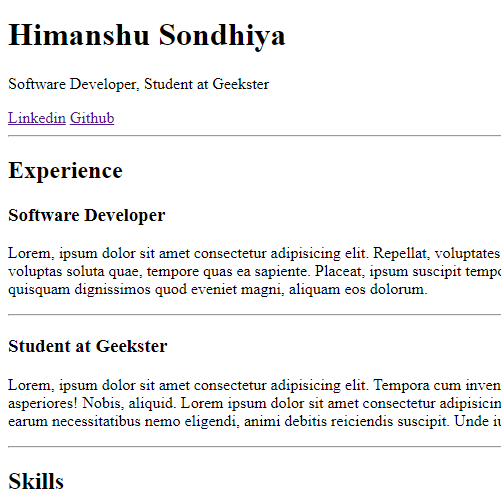 Himanshu Sondhiya
Software Developer, Student at Geekster
Linkedin Github
Experience
Software Developer
Lorem, ipsum dolor sit amet consectetur adipisicing elit. Repellat, voluptates
voluptas soluta quae, tempore quas ea sapiente. Placeat, ipsum suscipit
quisquam dignissimos quod eveniet magni, aliquam eos dolorum.
Student at Geekster
Lorem, ipsum dolor sit amet consectetur adipisicing elit. Tempora cum
asperiores! Nobis, aliquid. Lorem ipsum dolor sit amet consectetur
earum necessitatibus nemo eligendi, animi debitis reiciendis suscipit. Unde
Skills